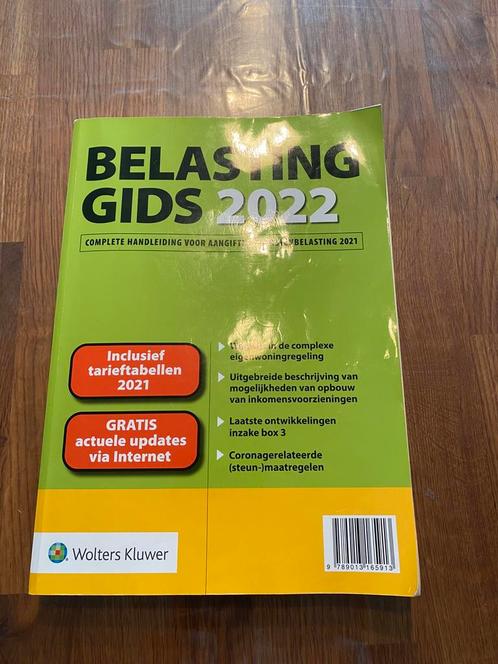 BELASTING
GIDS 2022
COMPLETE HANDLEIDING VOOR AANGIFTE 2021
Inclusief
tarieftabellen
2021
GRATIS
actuele updates
via Internet
in de complexe
eigenwoningregeling
Uitgebreide beschrijving van
mogelijkheden van opbouw
van inkomensvoorzieningen
Laatste ontwikkelingen
inzake box 3
Coronagerelateerde
(steun-)maatregelen
Wolters Kluwer
9 789013 165913